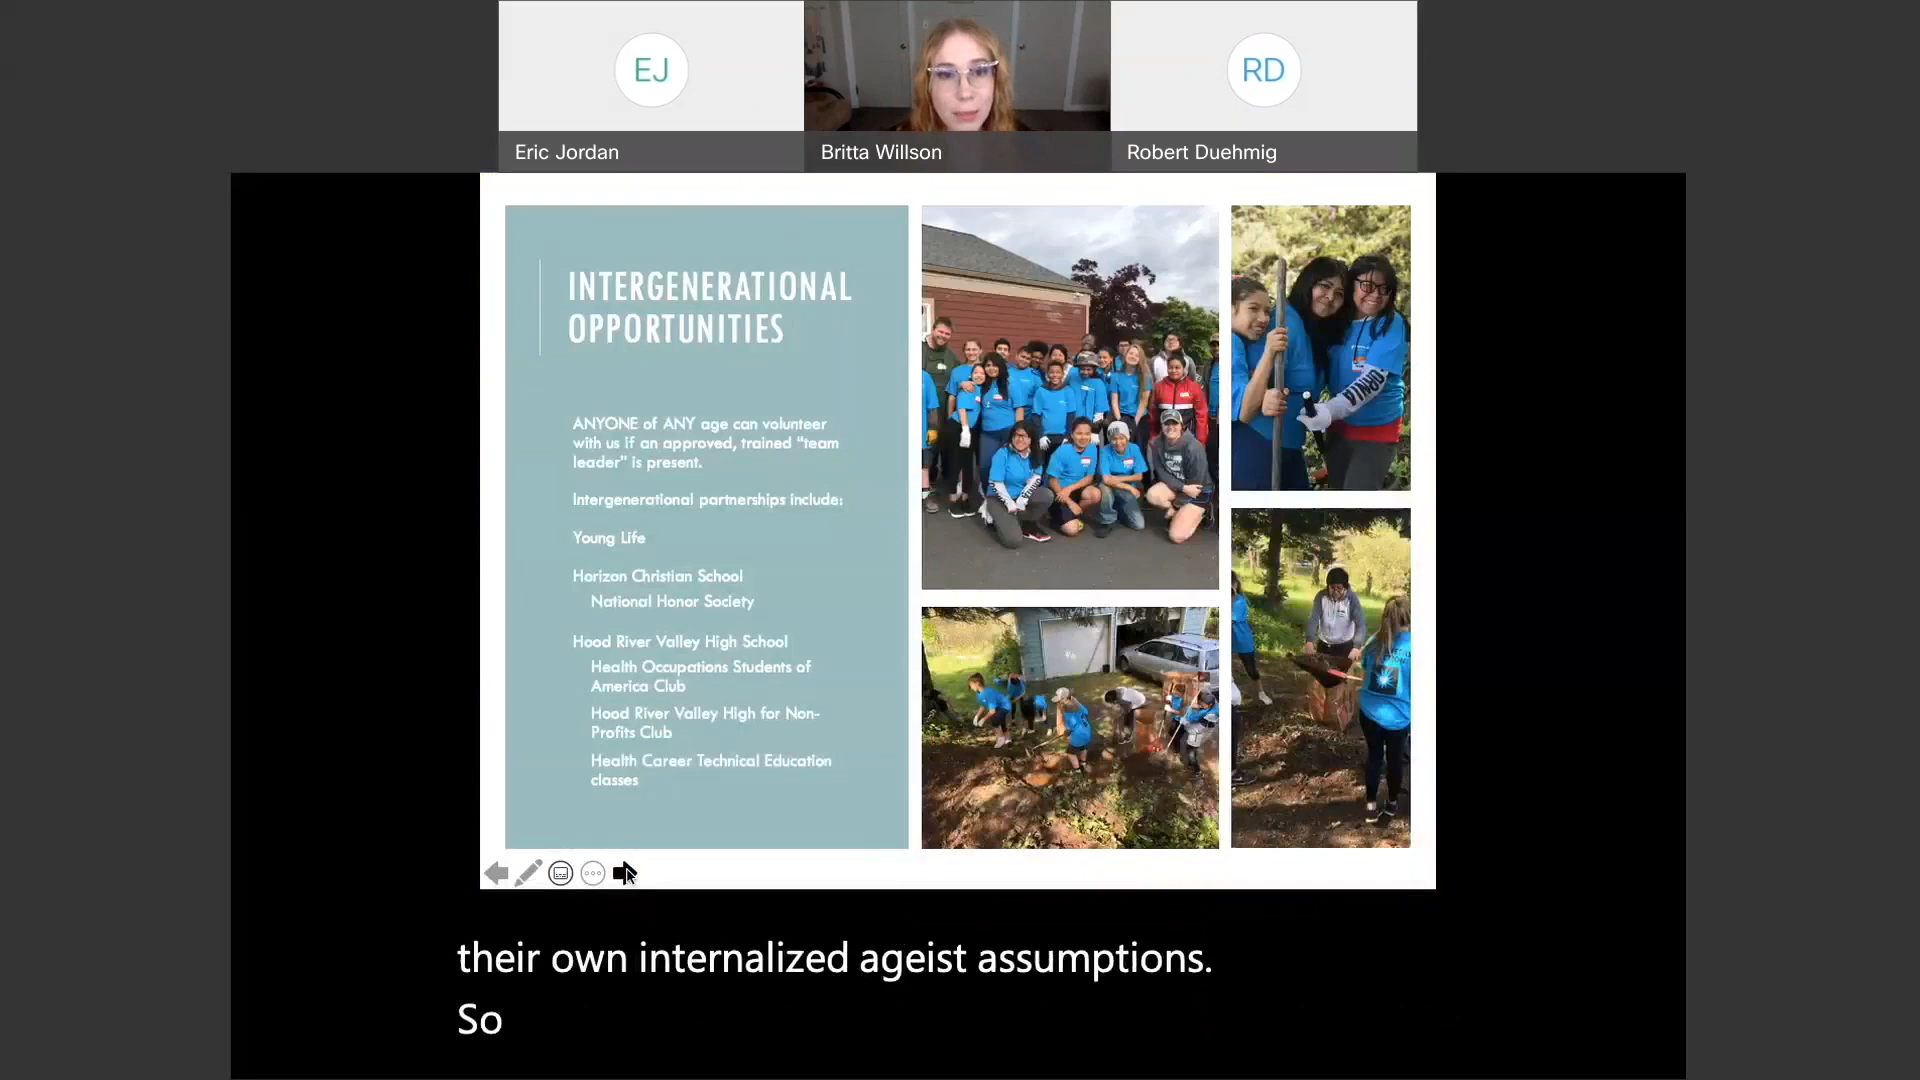 EJ
RD
Eric Jordan
Britta Willson
Robert Duehmig
INTERGENERATIONAL
OPPORTUNITIES
ANYONE of ANY age can volunteer
with us if an approved, trained "team
leader" is present.
Intergenerational partnerships include:
Young Life
Horizon Christian School
National Honor Society
Hood River Valley High School
Health Occupations Students of
America Club
Hood River Valley High for Non-
Profits Club
Health Career Technical Education
classes
ORNIA
their own internalized ageist assumptions.
So